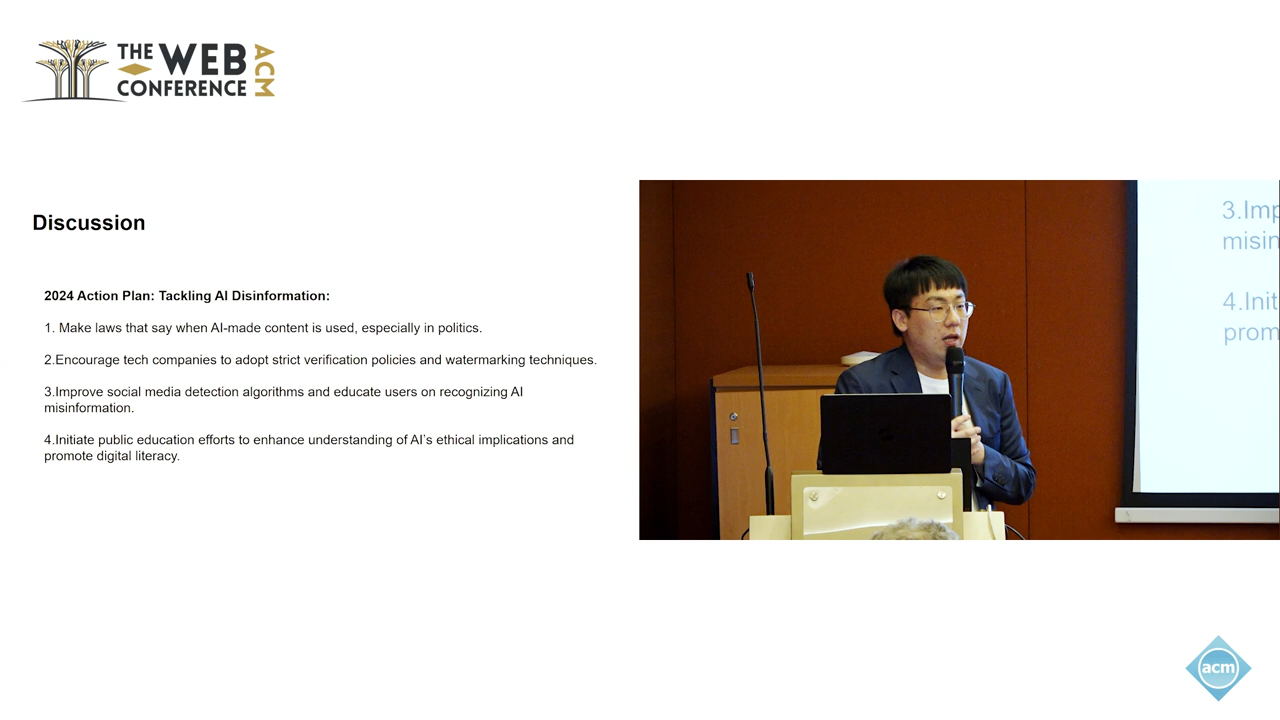 THE WEB
CONFERENCE
ACM
Discussion
2024 Action Plan: Tackling AI Disinformation:
1. Make laws that say when AI-made content is used, especially in politics.
2.Encourage tech companies to adopt strict verification policies and watermarking techniques.
3.Improve social media detection algorithms and educate users on recognizing AI
misinformation.
4.Initiate public education efforts to enhance understanding of AI's ethical implications and
promote digital literacy.
3.Imp
misin
4.Init
prom
acm